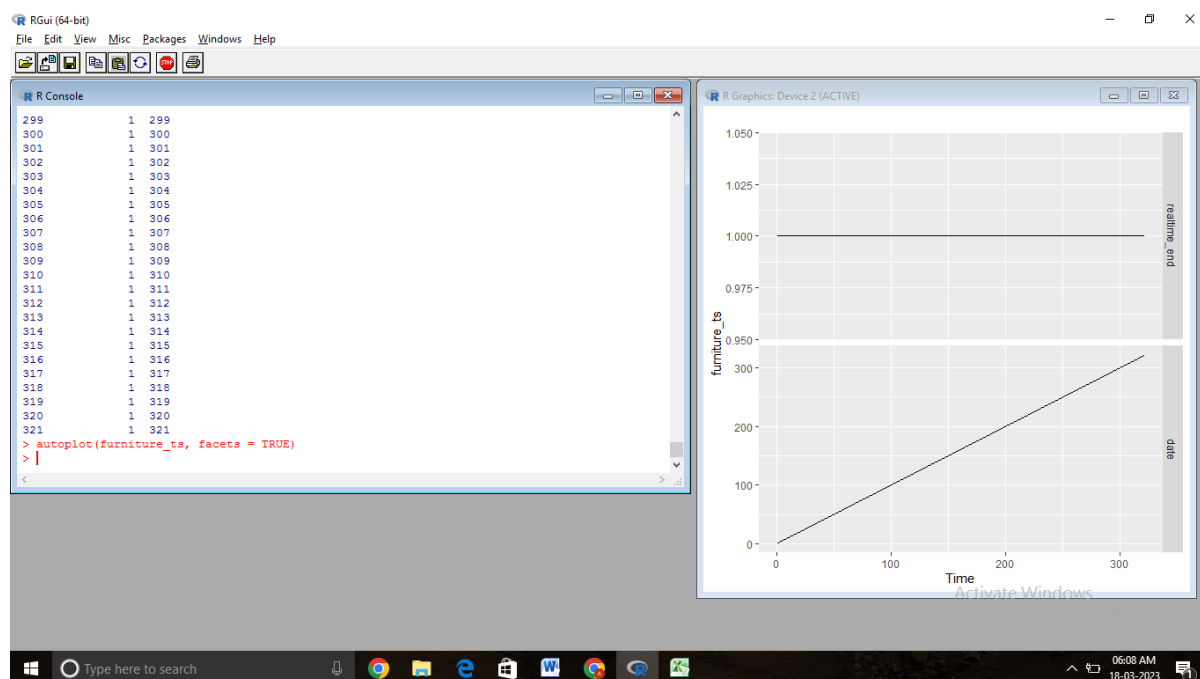 RGui (64-bit)
File Edit View Misc Packages Windows Help
STOP
R Console
299 1 299
300 1 300
301 1 301
302 1 302
303 1 303
304 1 304
305 1 305
306 1 306
307 1 307
308 1 308
309 1 309
310 1 310
311 1 311
312 1 312
313 1 313
314 1 314
315 1 315
316 1 316
317 1 317
318 1 318
319 1 319
320 1 320
321 1 321
> autoplot(furniture_ts, facets = TRUE)
>
R Graphics: Device 2 (ACTIVE)
1.050
1.025
1.000
0.975
0.950
realtime_end
furniture_ts
300
200
100
0
date
0 100 200 300
Time
Activate Windows
Type here to search
06:08 AM
18-03-2023